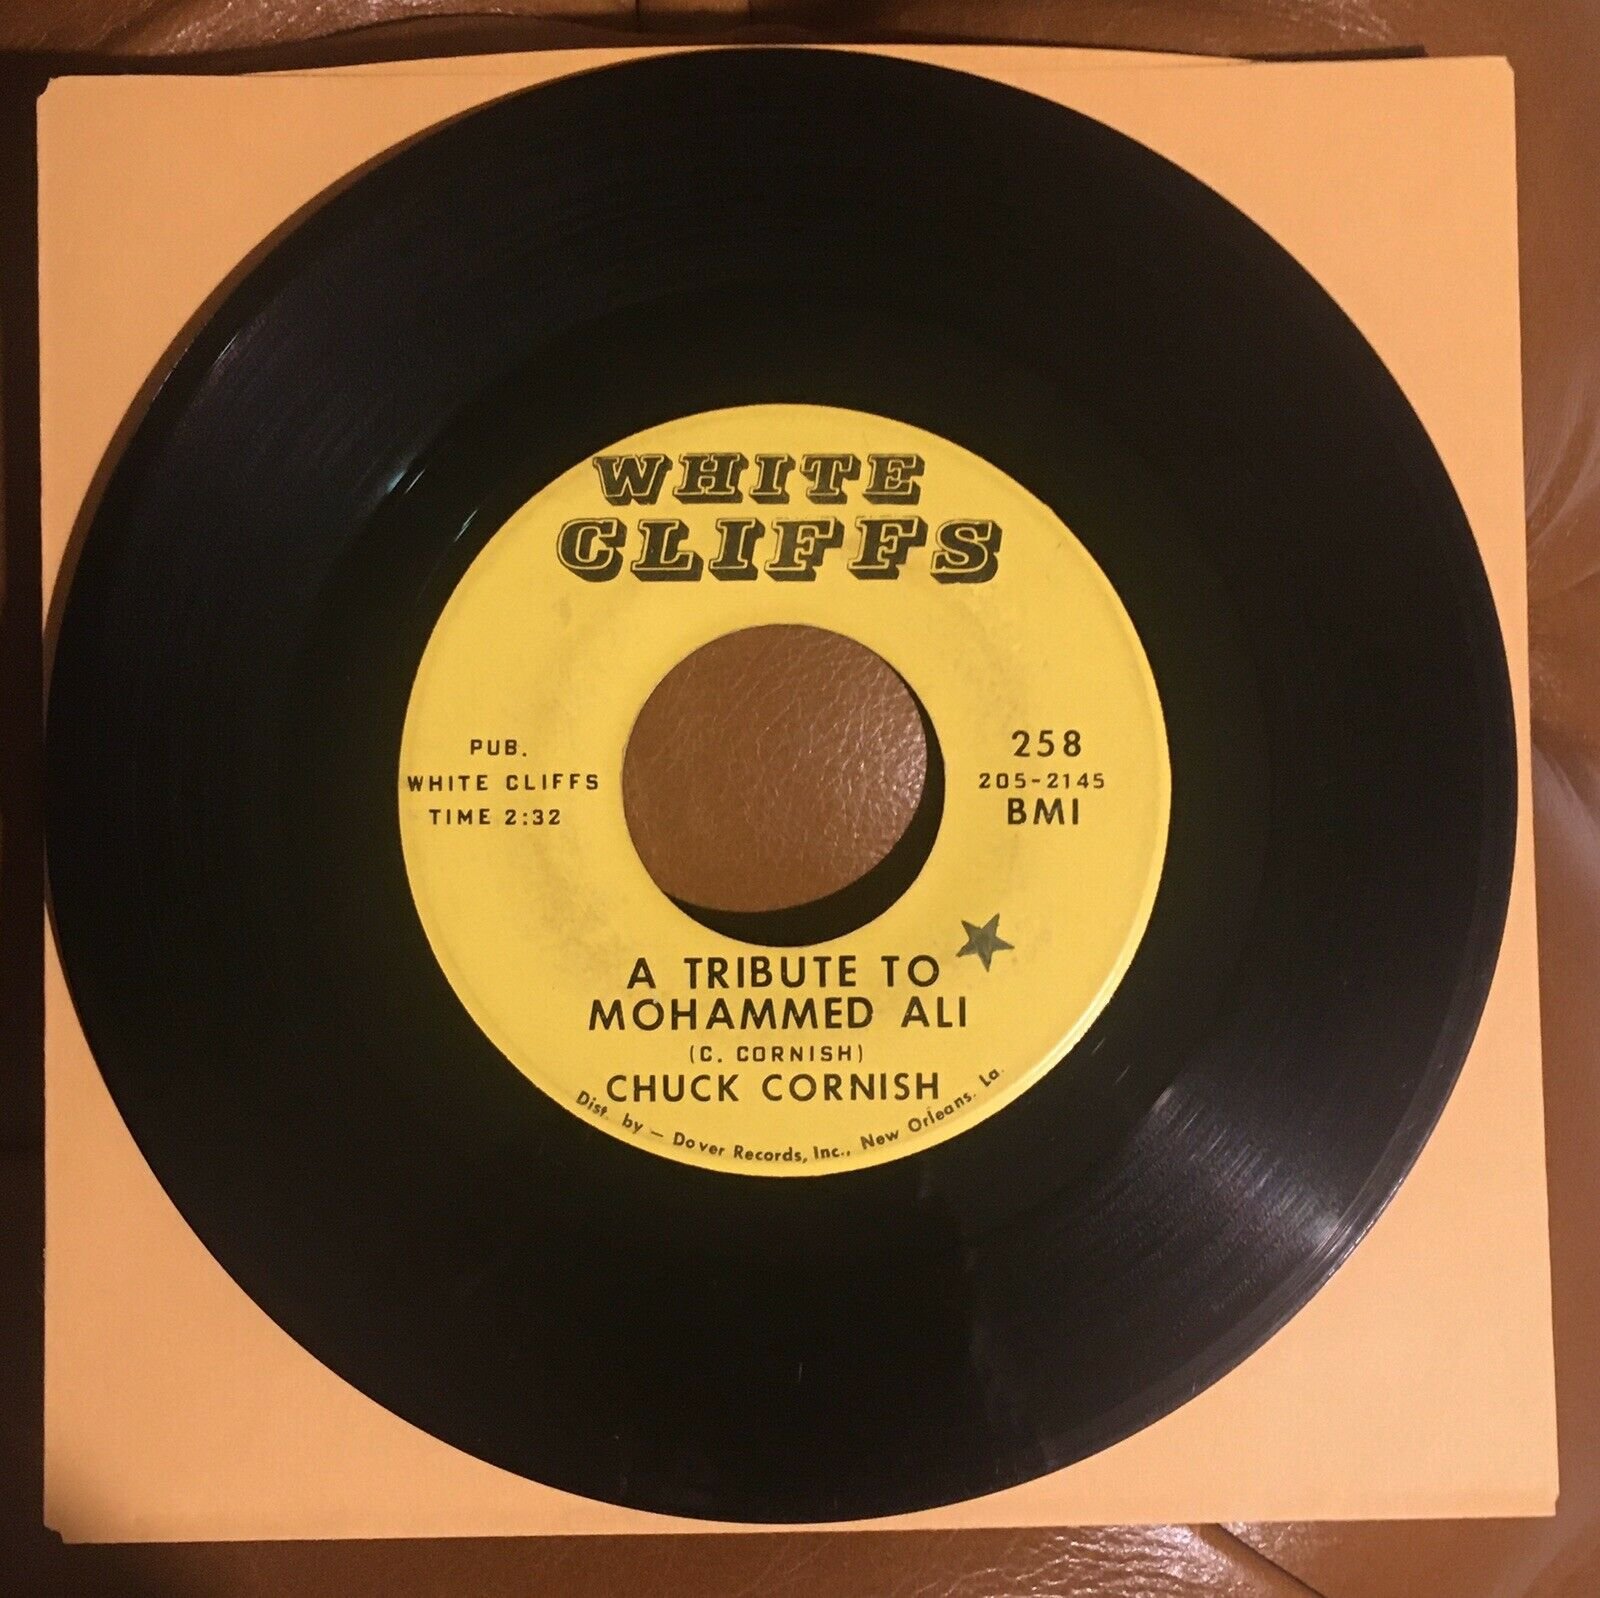 WHITE
CLIFFS
PUB.
WHITE CLIFFS
TIME 2:32
258
205-2145
BMI
A TRIBUTE TO
MOHAMMED ALI
(C. CORNISH)
CHUCK CORNISH
Dist. by — Dover Records, Inc., New Orleans, La.